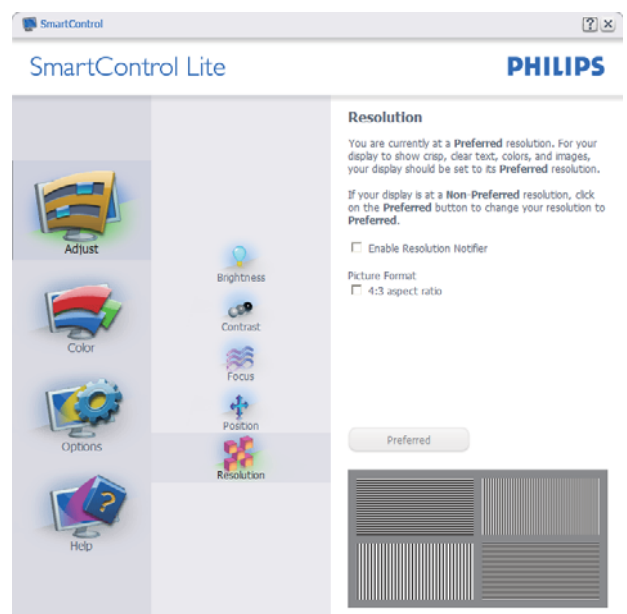 SmartControl
SmartControl Lite
PHILIPS
Adjust
Color
Options
Help
Brightness
Contrast
Focus
Position
Resolution
Resolution
You are currently at a Preferred resolution. For your
display to show crisp, clear text, colors, and images,
your display should be set to its Preferred resolution.
If your display is at a Non-Preferred resolution, click
on the Preferred button to change your resolution to
Preferred.
Enable Resolution Notifier
Picture Format
4:3 aspect ratio
Preferred